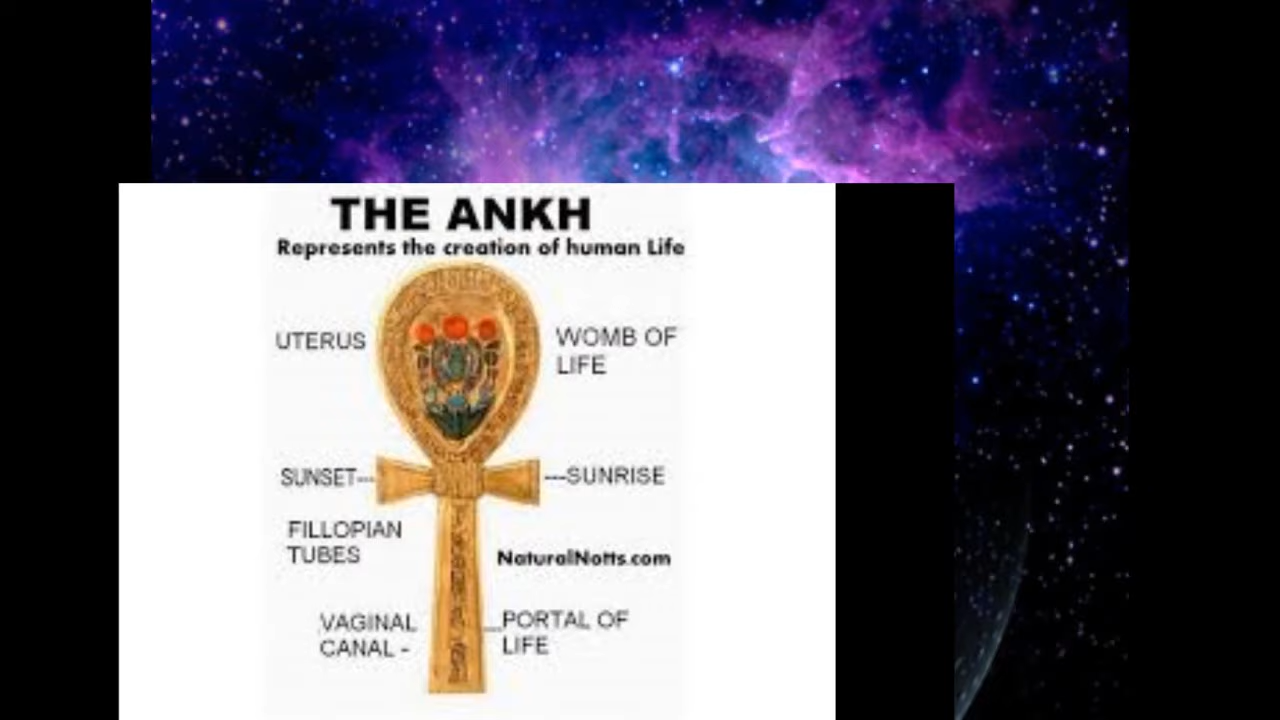 THE ANKH
Represents the creation of human Life
UTERUS
WOMB OF
LIFE
SUNSET---
---SUNRISE
FILLOPIAN
TUBES
NaturalNotts.com
VAGINAL
CANAL -
PORTAL OF
LIFE